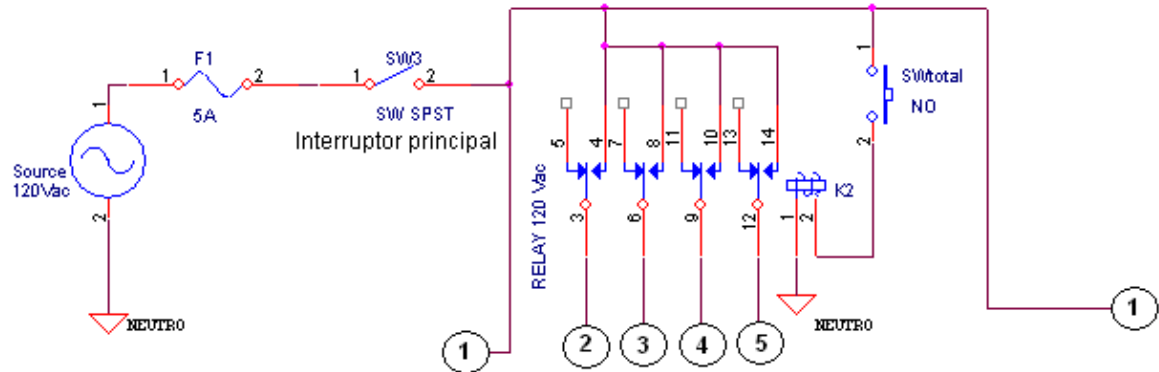 F1
1
2
5A
SW3
1
2
SW SPST
Interruptor principal
1
Source
120Vac
2
NEUTRO
RELAY 120 Vac
5
4
7
8
11
10
13
14
3
6
9
12
1
2
K2
NEUTRO
1
SWtotal
NO
2
1
2
3
4
5
1